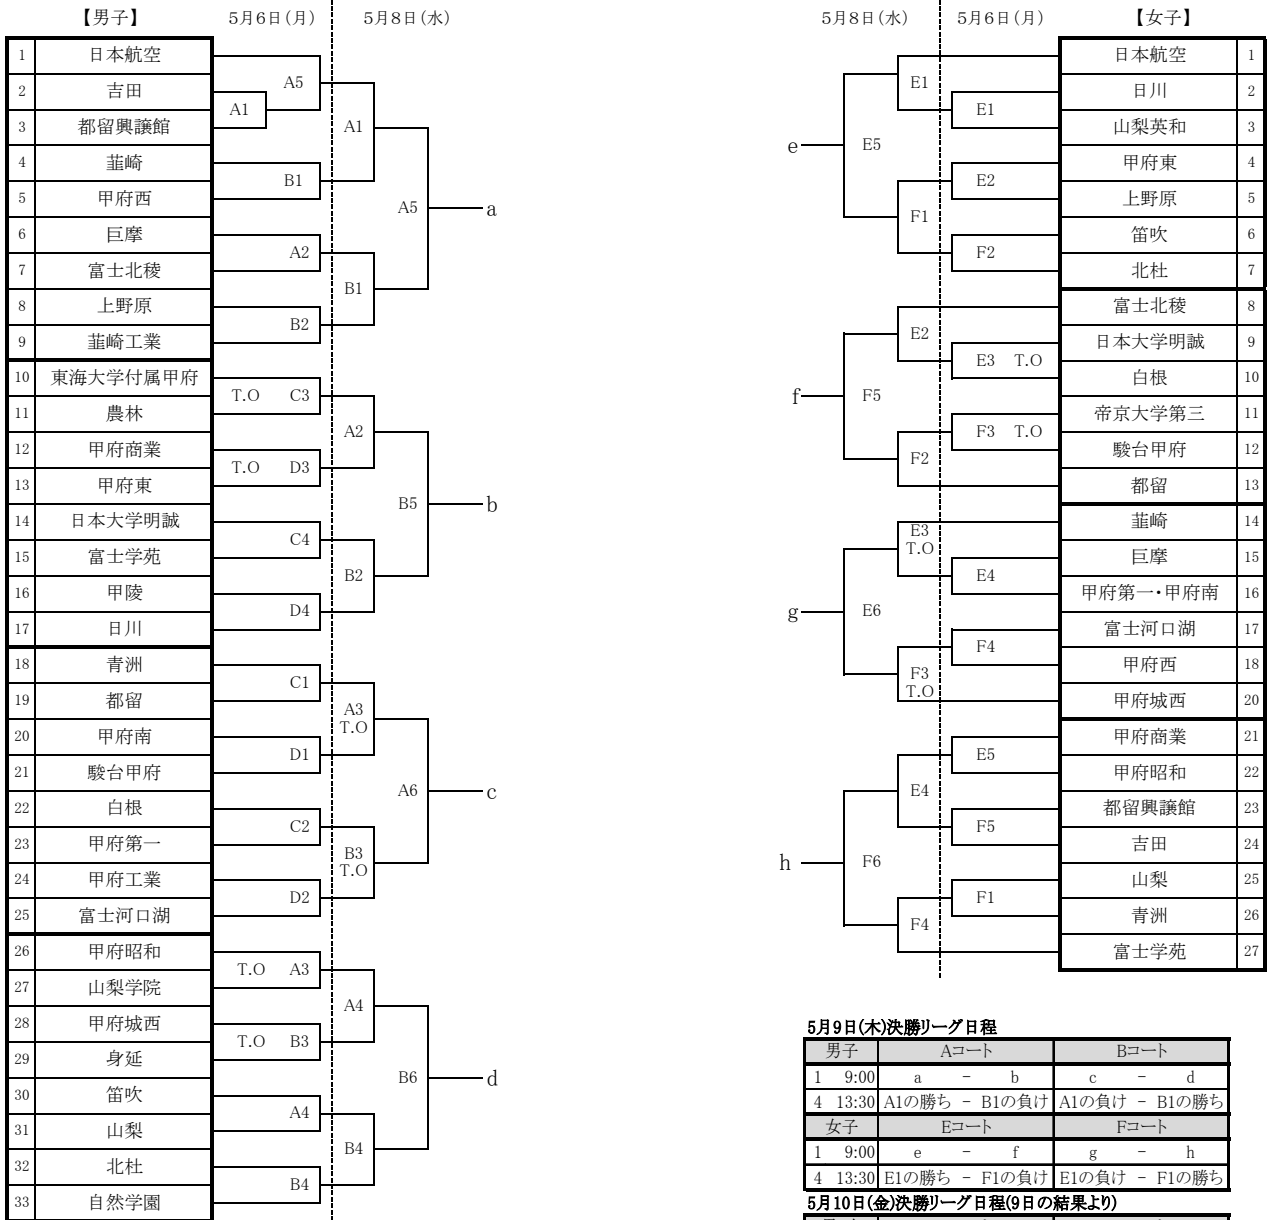 【男子】 5月6日(月) 5月8日(水)
1 日本航空
2 吉田
3 都留興譲館
4 韮崎
5 甲府西
6 巨摩
7 富士北稜
8 上野原
9 韮崎工業
10 東海大学付属甲府
11 農林
12 甲府商業
13 甲府東
14 日本大学明誠
15 富士学苑
16 甲陵
17 日川
18 青洲
19 都留
20 甲府南
21 駿台甲府
22 白根
23 甲府第一
24 甲府工業
25 富士河口湖
26 甲府昭和
27 山梨学院
28 甲府城西
29 身延
30 笛吹
31 山梨
32 北杜
33 自然学園
A1
A5
B1
A2
B2
T.O C3
T.O D3
C4
D4
C1
D1
C2
D2
T.O A3
T.O B3
A4
B4
A1
B1
A2
B2
A3
T.O
B3
T.O
A4
B4
A5
B5
A6
B6
a
b
c
d
5月8日(水) 5月6日(月) 【女子】
e
f
g
h
E5
F5
E6
F6
E1
F1
E2
F2
E3
T.O
F3
T.O
E4
F4
E1
E2
F2
E3 T.O
F3 T.O
E4
F4
E5
F5
F1
日本航空 1
日川 2
山梨英和 3
甲府東 4
上野原 5
笛吹 6
北杜 7
富士北稜 8
日本大学明誠 9
白根 10
帝京大学第三 11
駿台甲府 12
都留 13
韮崎 14
巨摩 15
甲府第一・甲府南 16
富士河口湖 17
甲府西 18
甲府城西 20
甲府商業 21
甲府昭和 22
都留興譲館 23
吉田 24
山梨 25
青洲 26
富士学苑 27
5月9日(木)決勝リーグ日程
男子 Aコート Bコート
1 9:00 a - b c - d
4 13:30 A1の勝ち - B1の負け A1の負け - B1の勝ち
女子 Eコート Fコート
1 9:00 e - f g - h
4 13:30 E1の勝ち - F1の負け E1の負け - F1の勝ち
5月10日(金)決勝リーグ日程(9日の結果より)